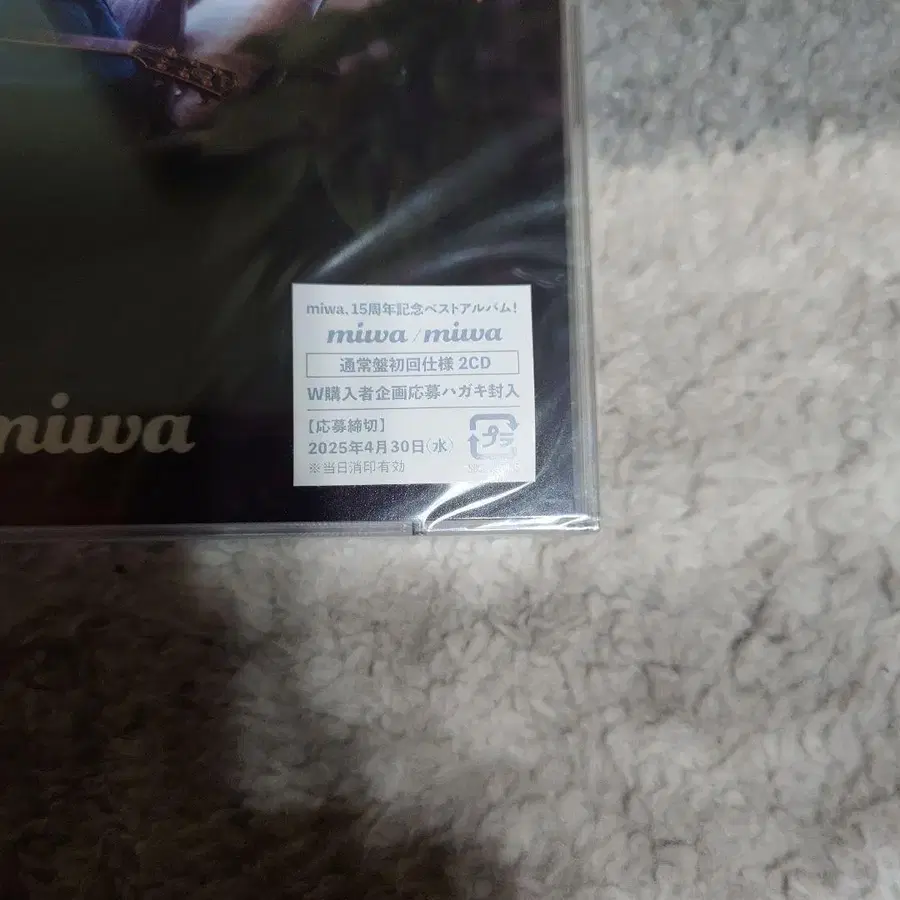 miwa、15周年記念ベストアルバム!
miwa / miwa
通常盤初回仕様 2CD
W購入者企画応募ハガキ封入
【応募締切】
2025年4月30日(水)
※当日消印有効
プラ
miwa